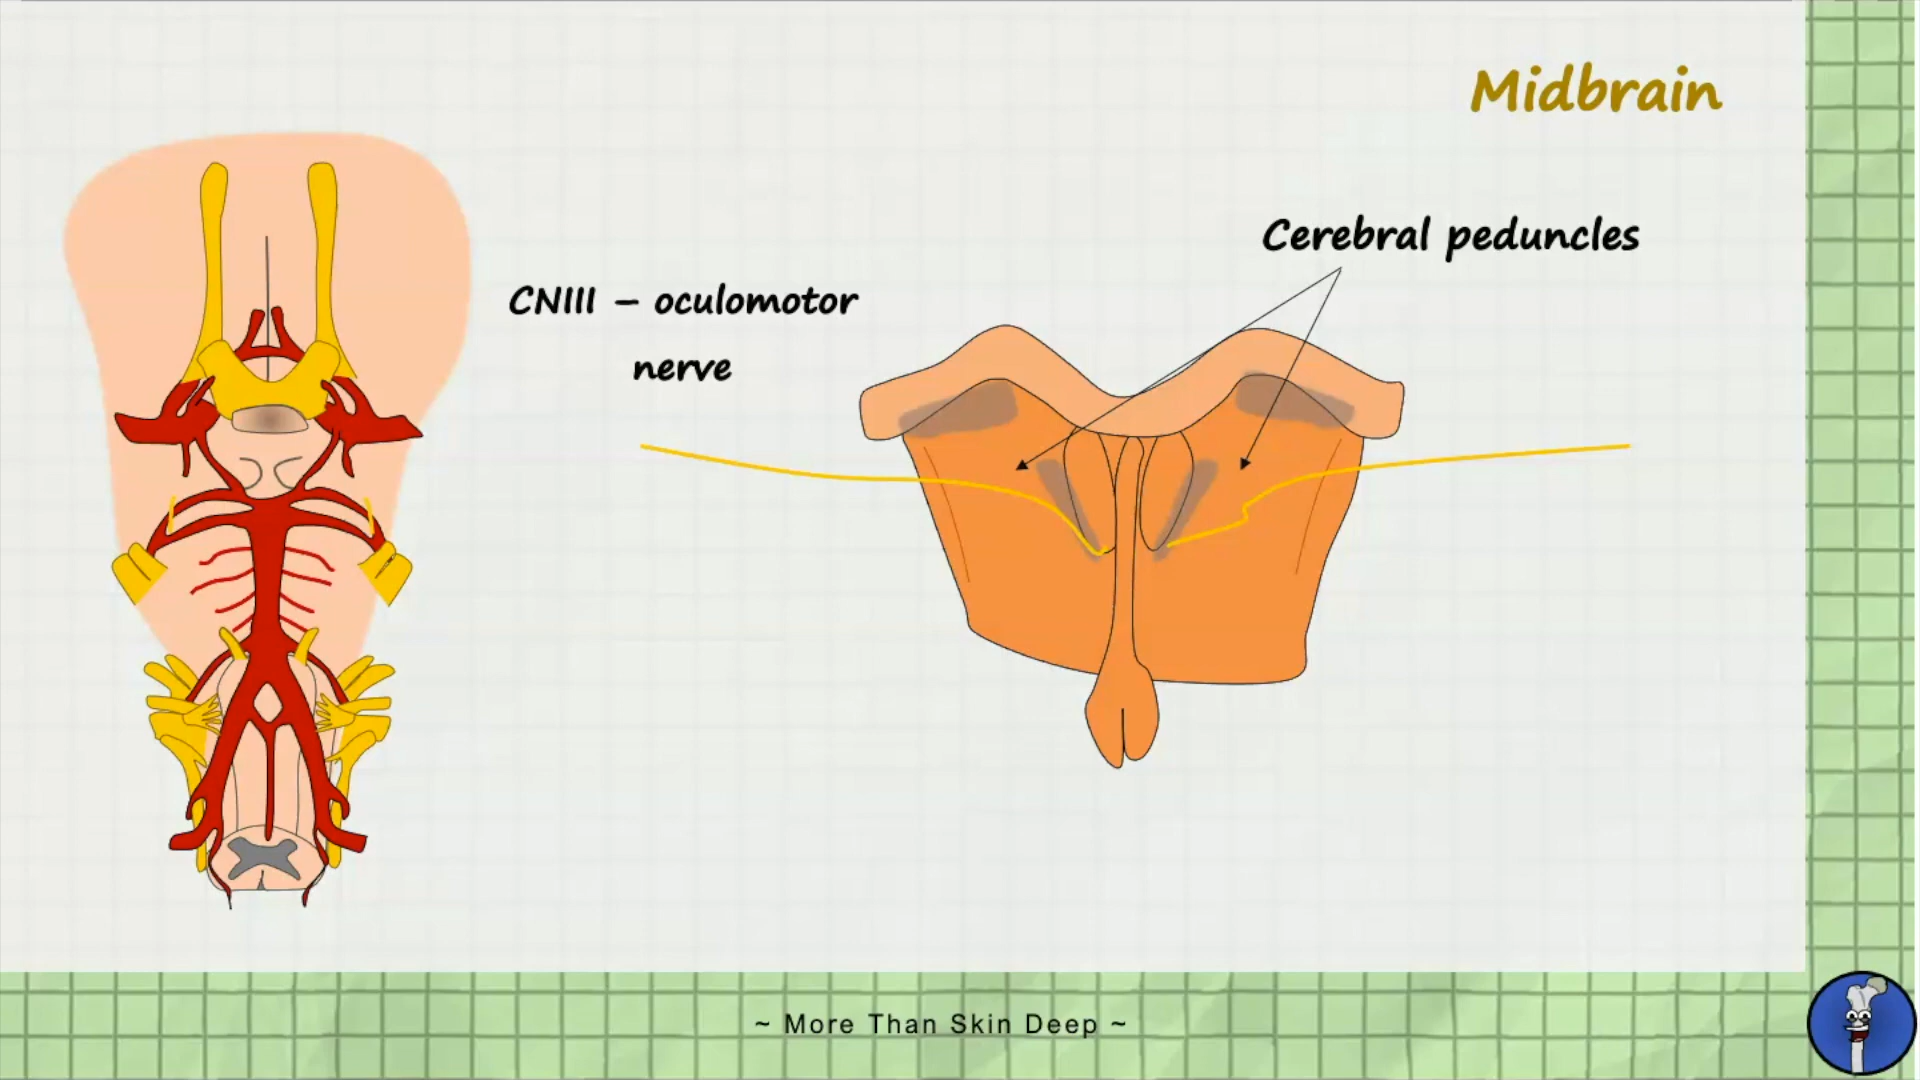 Midbrain
Cerebral peduncles
CNIII – oculomotor
nerve
~ More Than Skin Deep ~